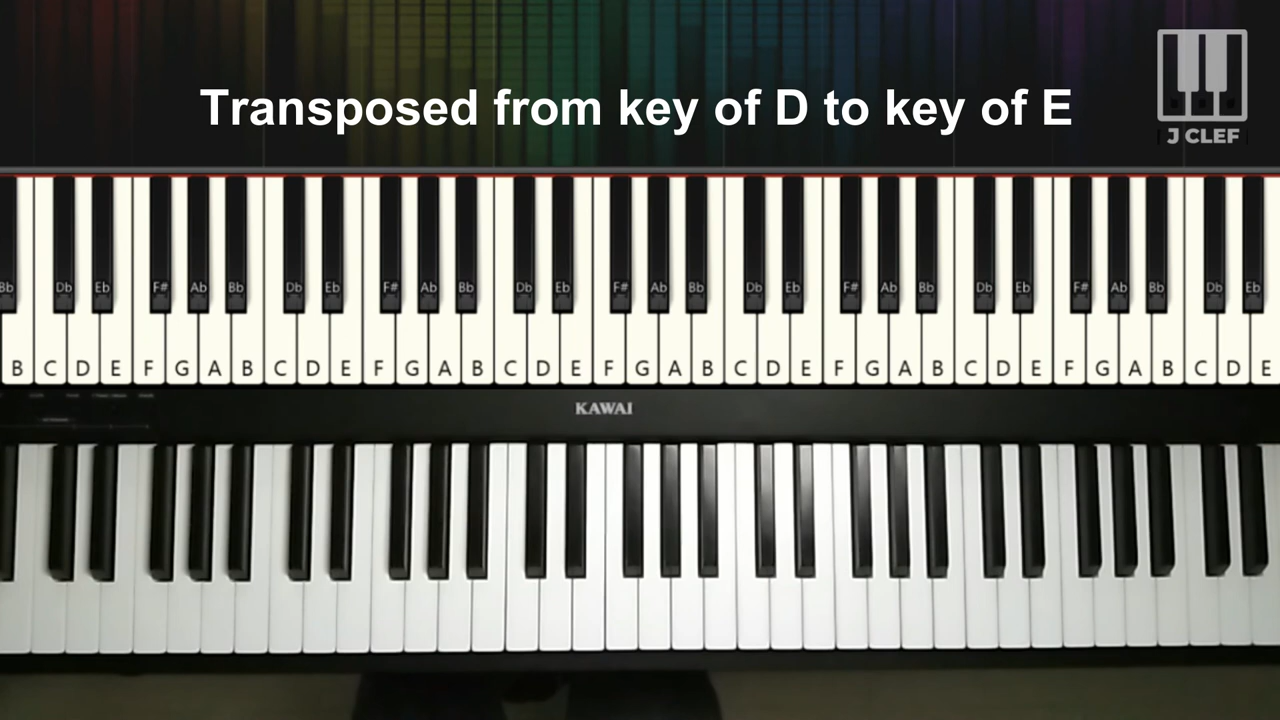 Transposed from key of D to key of E
J CLEF
Bb Db Eb F# Ab Bb Db Eb F# Ab Bb Db Eb F# Ab Bb Db Eb F# Ab Bb Db Eb F# Ab Bb Db Eb
B C D E F G A B C D E F G A B C D E F G A B C D E F G A B C D E F G A B C D E
KAWAI